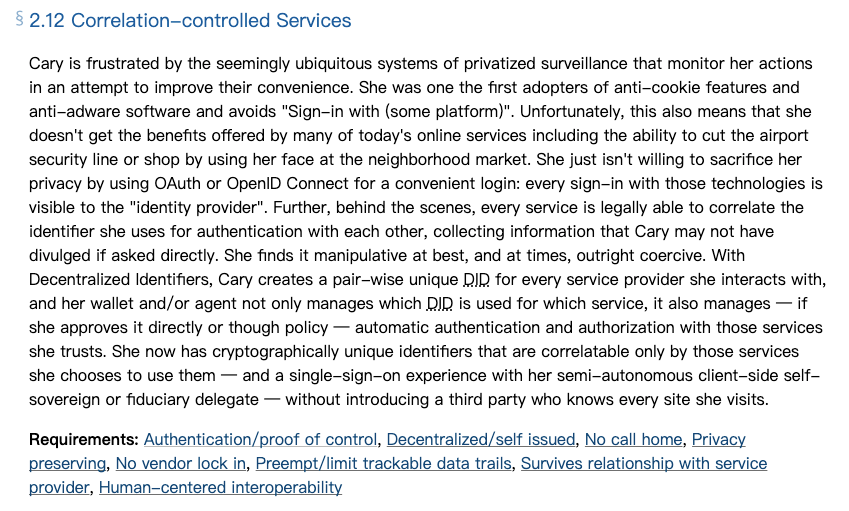 § 2.12 Correlation-controlled Services
Cary is frustrated by the seemingly ubiquitous systems of privatized surveillance that monitor her actions
in an attempt to improve their convenience. She was one the first adopters of anti-cookie features and
anti-adware software and avoids "Sign-in with (some platform)". Unfortunately, this also means that she
doesn't get the benefits offered by many of today's online services including the ability to cut the airport
security line or shop by using her face at the neighborhood market. She just isn't willing to sacrifice her
privacy by using OAuth or OpenID Connect for a convenient login: every sign-in with those technologies is
visible to the "identity provider". Further, behind the scenes, every service is legally able to correlate the
identifier she uses for authentication with each other, collecting information that Cary may not have
divulged if asked directly. She finds it manipulative at best, and at times, outright coercive. With
Decentralized Identifiers, Cary creates a pair-wise unique DID for every service provider she interacts with,
and her wallet and/or agent not only manages which DID is used for which service, it also manages — if
she approves it directly or though policy — automatic authentication and authorization with those services
she trusts. She now has cryptographically unique identifiers that are correlatable only by those services
she chooses to use them — and a single-sign-on experience with her semi-autonomous client-side self-
sovereign or fiduciary delegate — without introducing a third party who knows every site she visits.
Requirements: Authentication/proof of control, Decentralized/self issued, No call home, Privacy
preserving, No vendor lock in, Preempt/limit trackable data trails, Survives relationship with service
provider, Human-centered interoperability